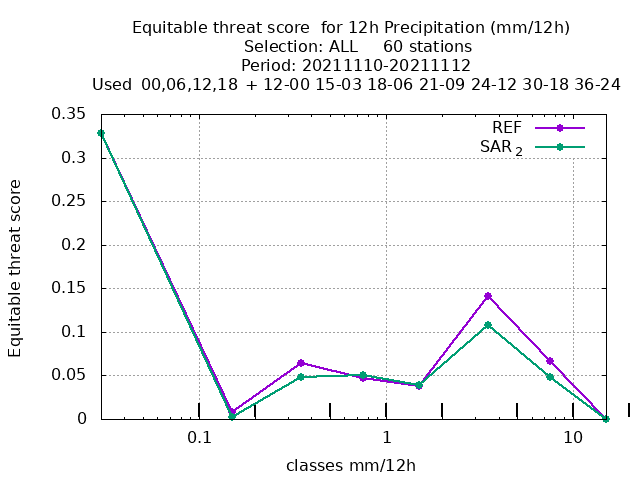 Equitable threat score  for 12h Precipitation (mm/12h)
Selection: ALL     60 stations
Period: 20211110-20211112
Used  00,06,12,18  + 12-00 15-03 18-06 21-09 24-12 30-18 36-24
REF
SAR 2
0.35
0.3
0.25
0.2
0.15
0.1
0.05
0
Equitable threat score
0.1
1
10
classes mm/12h